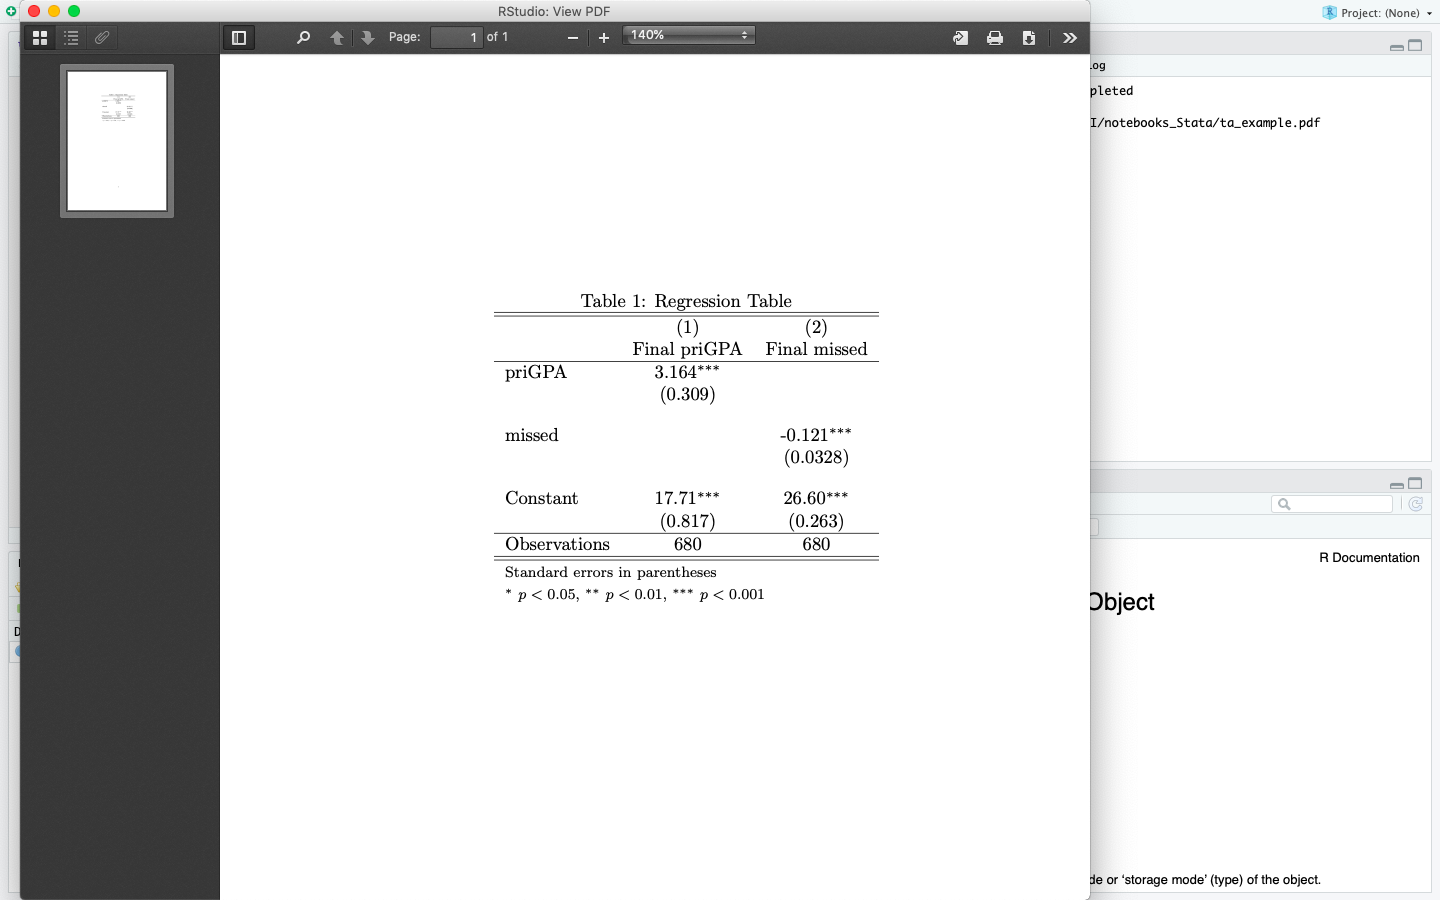 RStudio: View PDF
Project: (None)
Page: 1 of 1
140%
pleted
I/notebooks_Stata/ta_example.pdf
Table 1: Regression Table
(1) (2)
Final priGPA Final missed
priGPA 3.164***
(0.309)
missed -0.121***
(0.0328)
Constant 17.71*** 26.60***
(0.817) (0.263)
Observations 680 680
Standard errors in parentheses
* p < 0.05, ** p < 0.01, *** p < 0.001
R Documentation
Object
de or ‘storage mode’ (type) of the object.